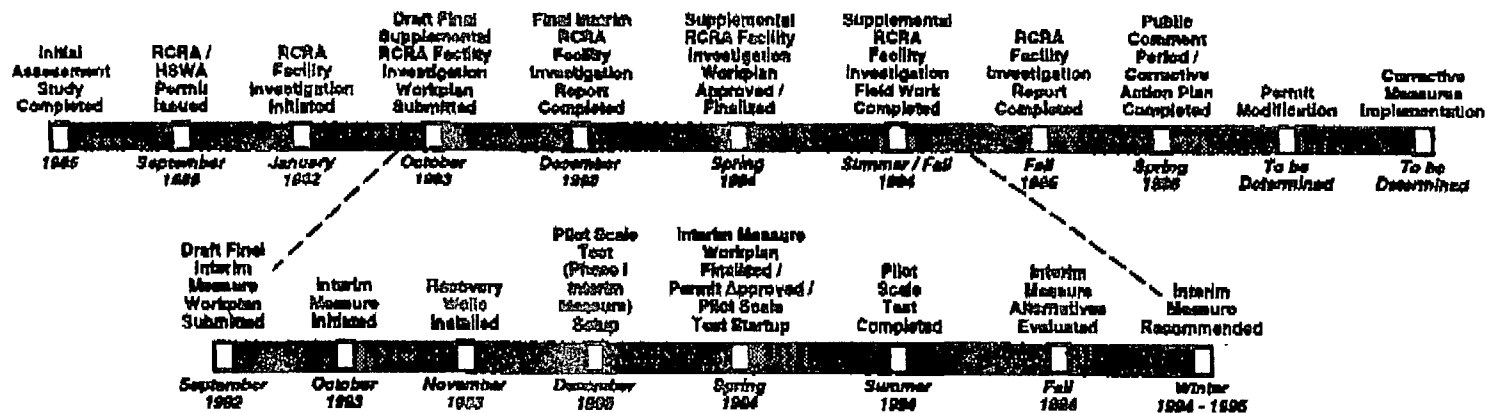 Initial
Assessment
Study
Completed
RCRA /
HSWA
Permit
Issued
September
RCRA
Facility
Investigation
Initiated
January
1992
Draft Final
Supplemental
RCRA Facility
Investigation
Workplan
Submitted
October
1993
Final Interim
RCRA
Facility
Investigation
Report
Completed
December
Supplemental
RCRA Facility
Investigation
Workplan
Approved /
Finalized
Spring
1994
Supplemental
RCRA
Facility
Investigation
Field Work
Completed
Summer / Fall
1994
RCRA
Facility
Investigation
Report
Completed
Fall
Public
Comment
Period /
Corrective
Action Plan
Completed
Spring
Permit
Modification
To be
Determined
Corrective
Measures
Implementation
To be
Determined
Draft Final
Interim
Measure
Workplan
Submitted
September
Interim
Measure
Initiated
October
1993
Recovery
Wells
Installed
November
1993
Pilot Scale
Test
(Phase I
Interim
Measure)
Setup
December
Interim Measure
Workplan
Finalized /
Permit Approved /
Pilot Scale
Test Startup
Spring
1994
Pilot
Scale
Test
Completed
Summer
1994
Interim
Measure
Alternatives
Evaluated
Fall
1994
Interim
Measure
Recommended
Winter
1994 - 1995